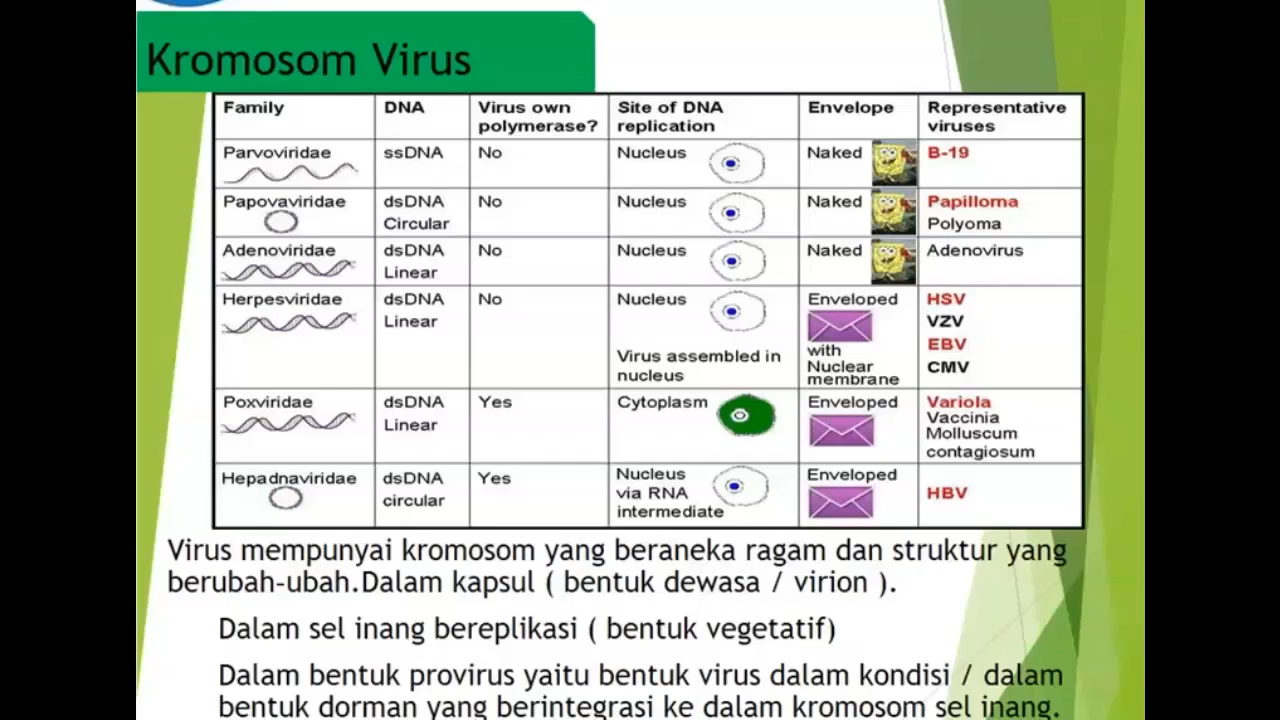 Kromosom Virus
Family DNA Virus own polymerase? Site of DNA replication Envelope Representative viruses
Parvoviridae ssDNA No Nucleus Naked B-19
Papovaviridae dsDNA Circular No Nucleus Naked Papilloma Polyoma
Adenoviridae dsDNA Linear No Nucleus Naked Adenovirus
Herpesviridae dsDNA Linear No Nucleus Virus assembled in nucleus Enveloped with Nuclear membrane HSV VZV EBV CMV
Poxviridae dsDNA Linear Yes Cytoplasm Enveloped Variola Vaccinia Molluscum contagiosum
Hepadnaviridae dsDNA circular Yes Nucleus via RNA intermediate Enveloped HBV
Virus mempunyai kromosom yang beraneka ragam dan struktur yang
berubah-ubah.Dalam kapsul ( bentuk dewasa / virion ).
Dalam sel inang bereplikasi ( bentuk vegetatif)
Dalam bentuk provirus yaitu bentuk virus dalam kondisi / dalam
bentuk dorman yang berintegrasi ke dalam kromosom sel inang.